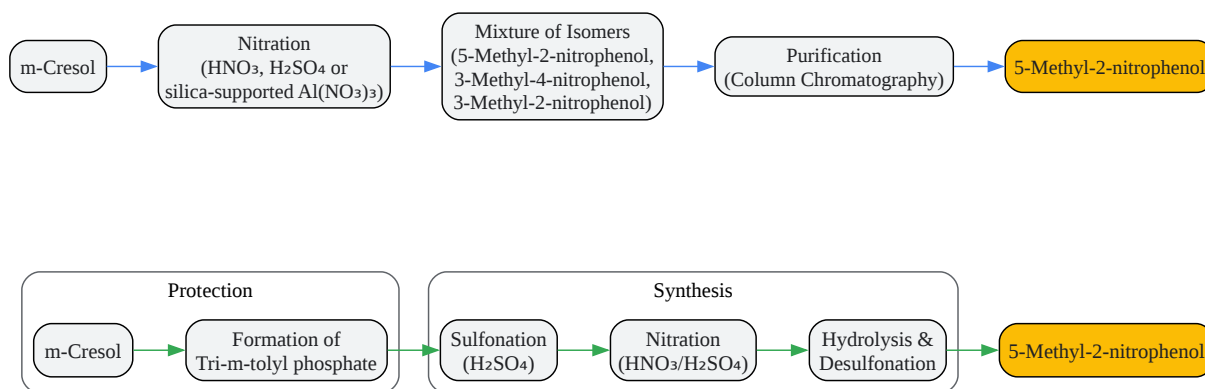 m-Cresol
Nitration
(HNO₃, H₂SO₄ or
silica-supported Al(NO₃)₃)
Mixture of Isomers
(5-Methyl-2-nitrophenol,
3-Methyl-4-nitrophenol,
3-Methyl-2-nitrophenol)
Purification
(Column Chromatography)
5-Methyl-2-nitrophenol
Protection
m-Cresol
Formation of
Tri-m-tolyl phosphate
Synthesis
Sulfonation
(H₂SO₄)
Nitration
(HNO₃/H₂SO₄)
Hydrolysis &
Desulfonation
5-Methyl-2-nitrophenol